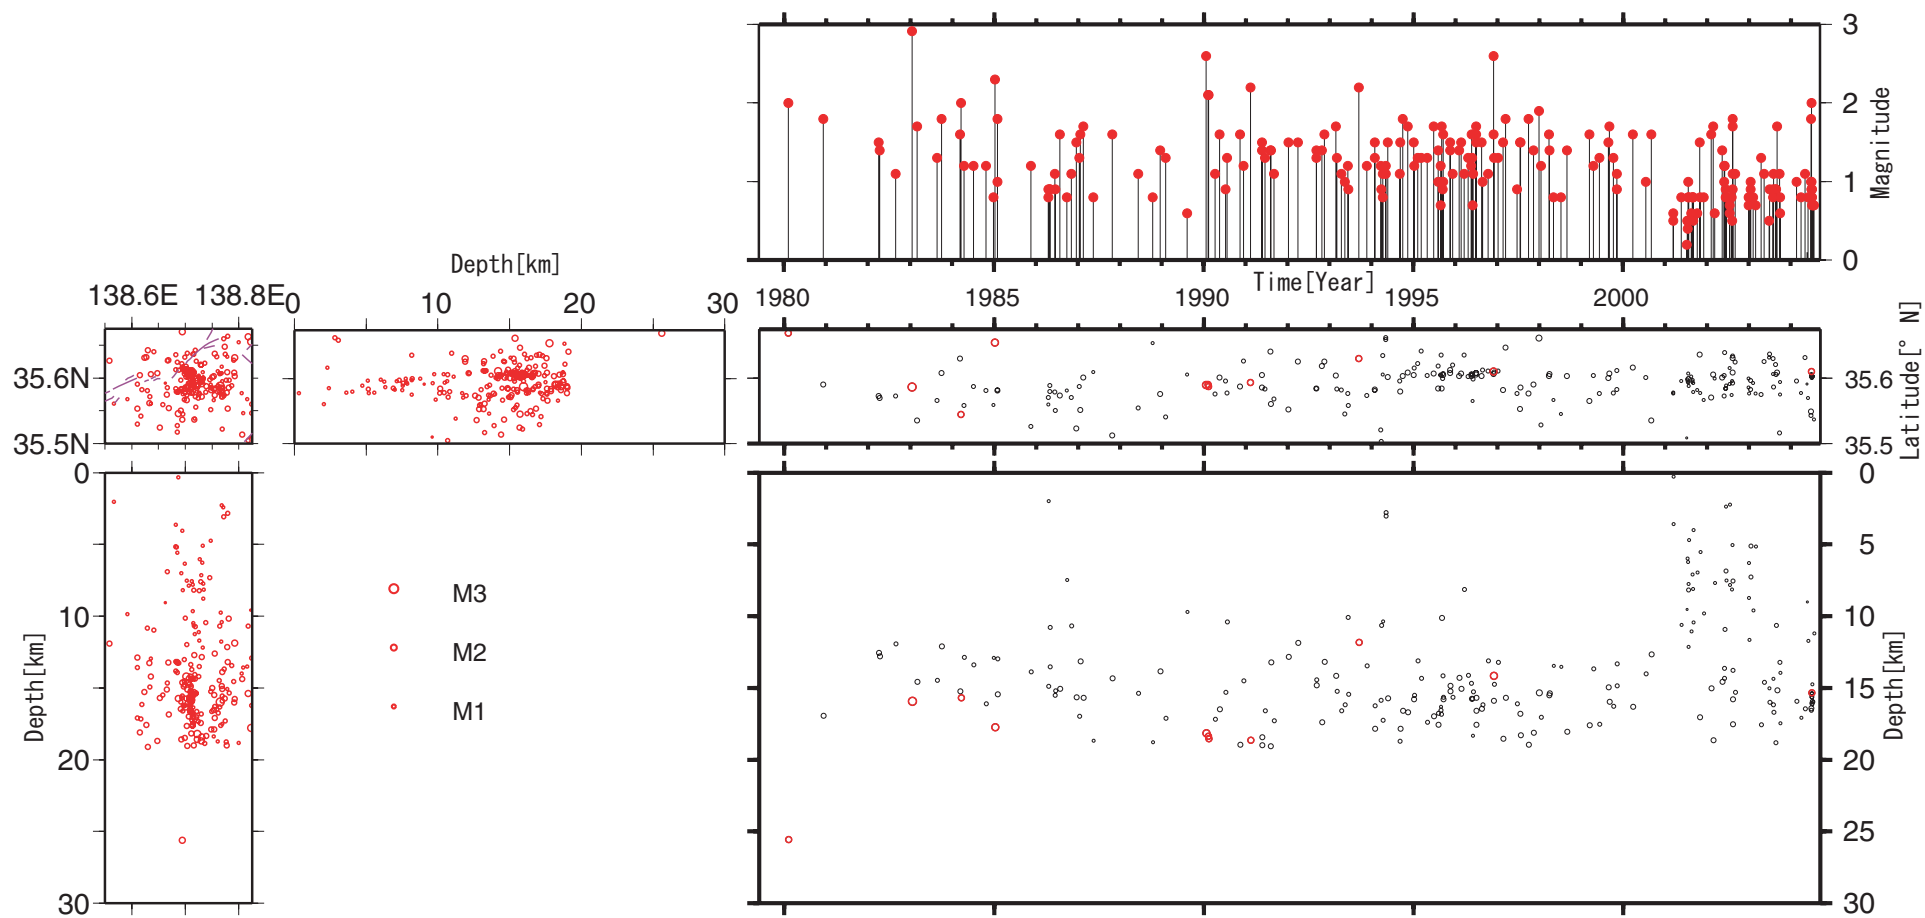 3
2
1
0
Magnitude
Depth[km]
Time[Year]
138.6E 138.8E
0 10 20 30
1980 1985 1990 1995 2000
35.6N
35.5N
35.6
35.5
Latitude[° N]
0
10
20
30
Depth[km]
M3
M2
M1
0
5
10
15
20
25
30
Depth[km]